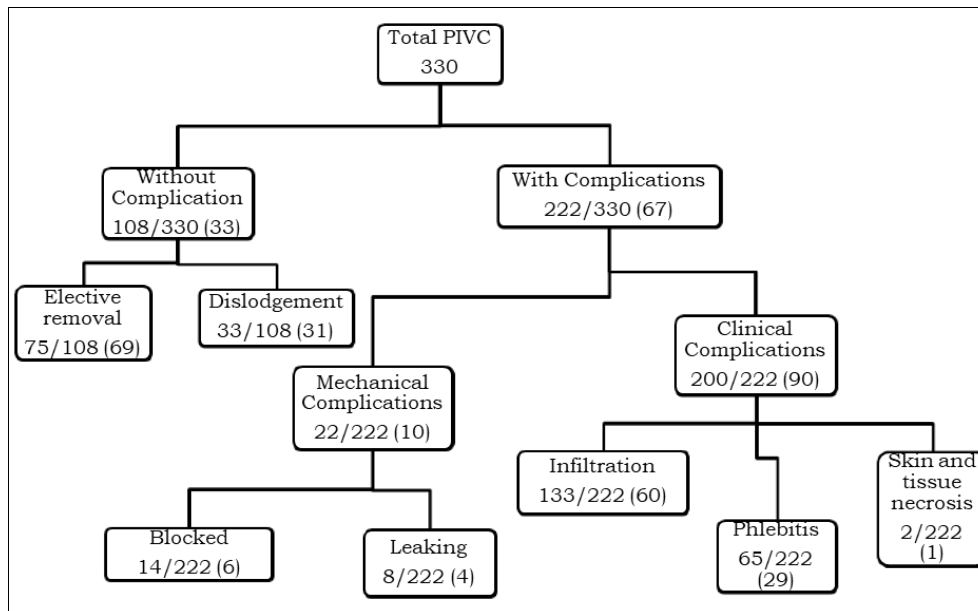 Total PIVC
330
Without
Complication
108/330 (33)
With Complications
222/330 (67)
Elective
removal
75/108 (69)
Dislodgement
33/108 (31)
Mechanical
Complications
22/222 (10)
Clinical
Complications
200/222 (90)
Blocked
14/222 (6)
Leaking
8/222 (4)
Infiltration
133/222 (60)
Phlebitis
65/222
(29)
Skin and
tissue
necrosis
2/222
(1)